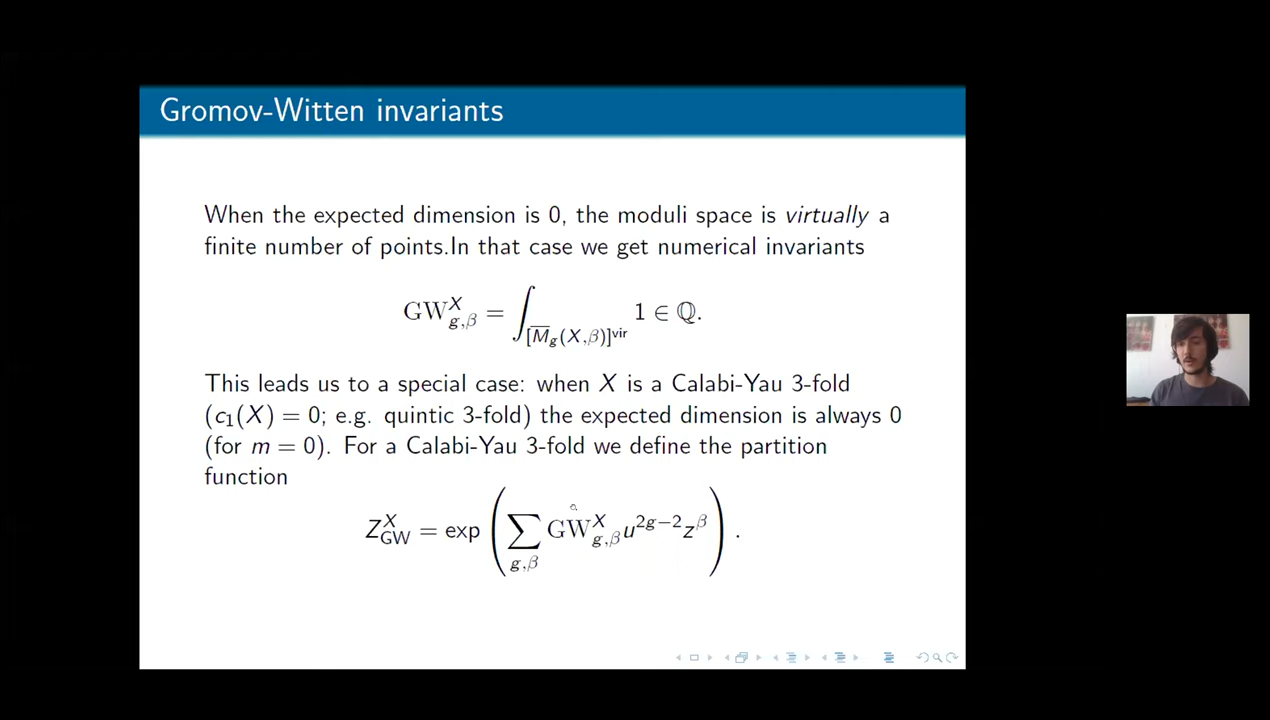 Gromov-Witten invariants
When the expected dimension is 0, the moduli space is virtually a
finite number of points.In that case we get numerical invariants
GW^X_{g,β} = ∫_{[M̅_g(X,β)]^vir} 1 ∈ ℚ.
This leads us to a special case: when X is a Calabi-Yau 3-fold
(c₁(X) = 0; e.g. quintic 3-fold) the expected dimension is always 0
(for m = 0). For a Calabi-Yau 3-fold we define the partition
function
Z^X_GW = exp ( ∑_{g,β} GW^X_{g,β} u^{2g−2} z^β ) .